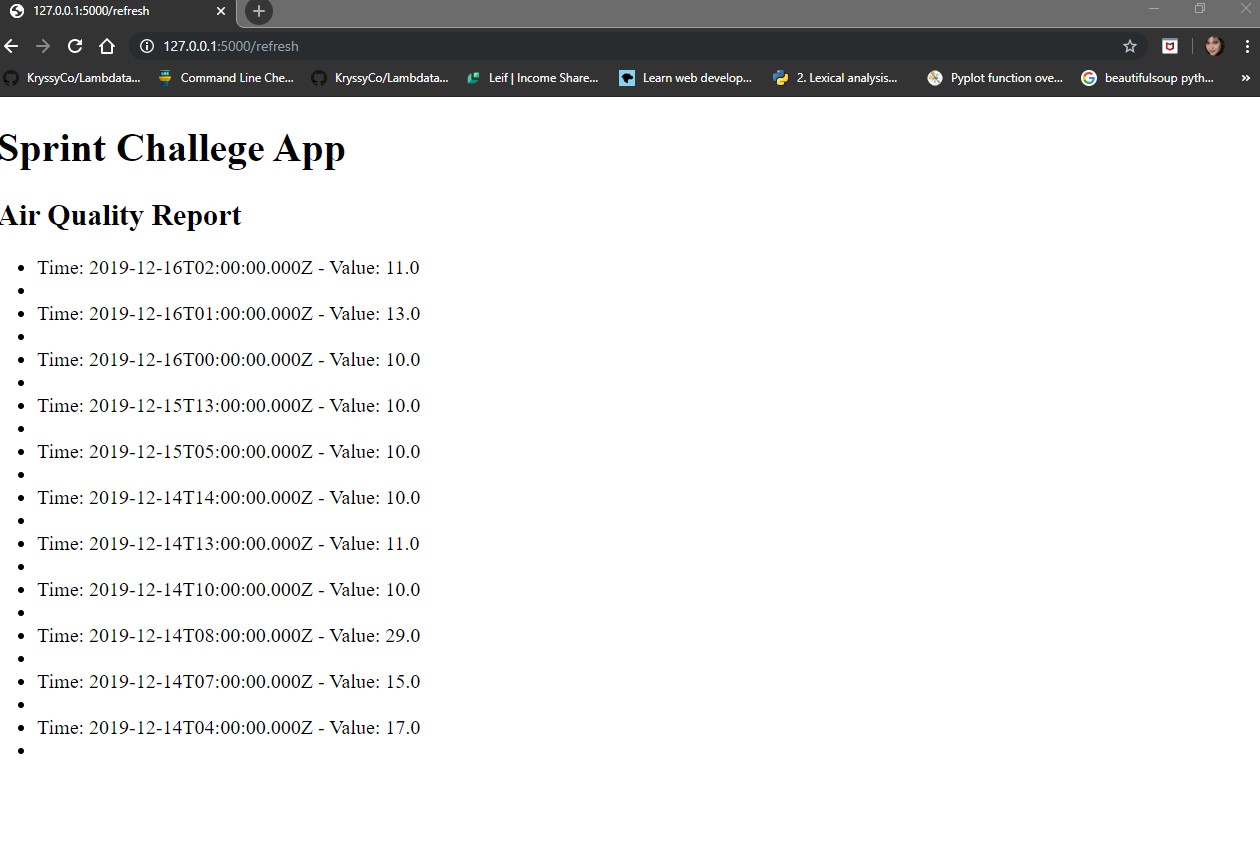 127.0.0.1:5000/refresh
127.0.0.1:5000/refresh
KryssyCo/Lambdata... Command Line Che... KryssyCo/Lambdata... Leif | Income Share... Learn web develop... 2. Lexical analysis... Pyplot function ove... beautifulsoup pyth... »
Sprint Challege App
Air Quality Report
Time: 2019-12-16T02:00:00.000Z - Value: 11.0
Time: 2019-12-16T01:00:00.000Z - Value: 13.0
Time: 2019-12-16T00:00:00.000Z - Value: 10.0
Time: 2019-12-15T13:00:00.000Z - Value: 10.0
Time: 2019-12-15T05:00:00.000Z - Value: 10.0
Time: 2019-12-14T14:00:00.000Z - Value: 10.0
Time: 2019-12-14T13:00:00.000Z - Value: 11.0
Time: 2019-12-14T10:00:00.000Z - Value: 10.0
Time: 2019-12-14T08:00:00.000Z - Value: 29.0
Time: 2019-12-14T07:00:00.000Z - Value: 15.0
Time: 2019-12-14T04:00:00.000Z - Value: 17.0